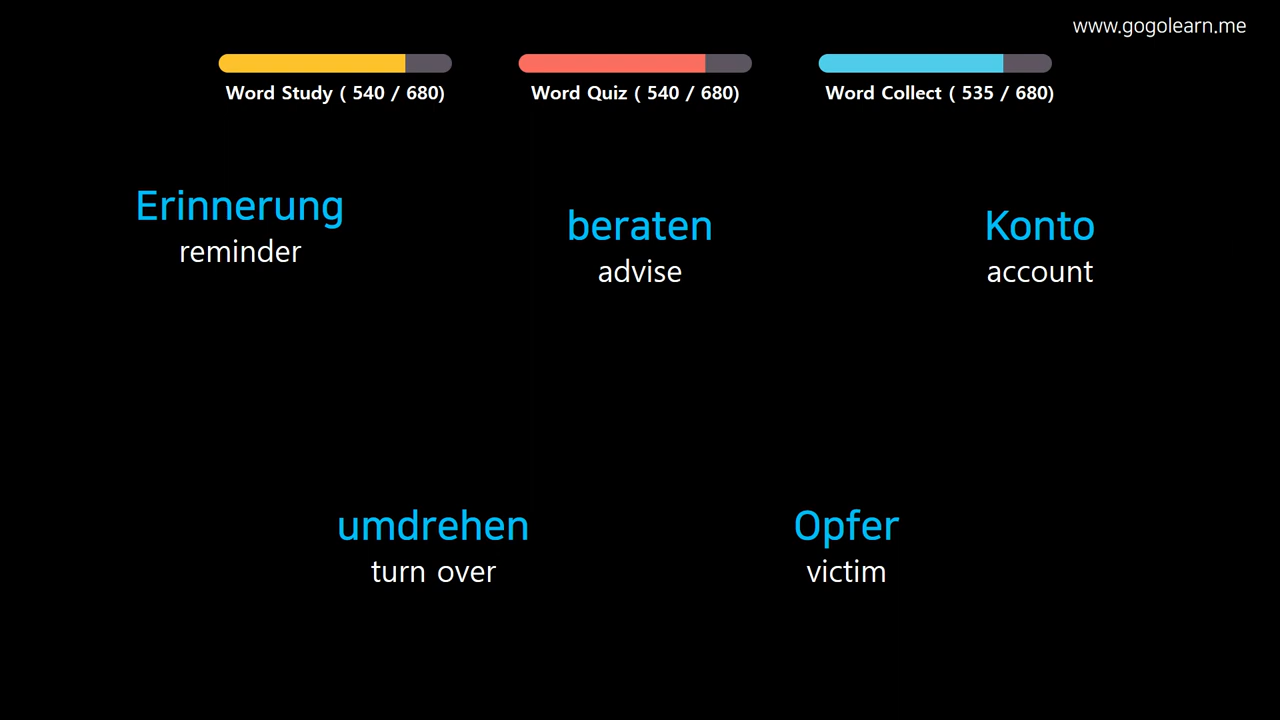 www.gogolearn.me
Word Study ( 540 / 680)
Word Quiz ( 540 / 680)
Word Collect ( 535 / 680)
Erinnerung
reminder
beraten
advise
Konto
account
umdrehen
turn over
Opfer
victim